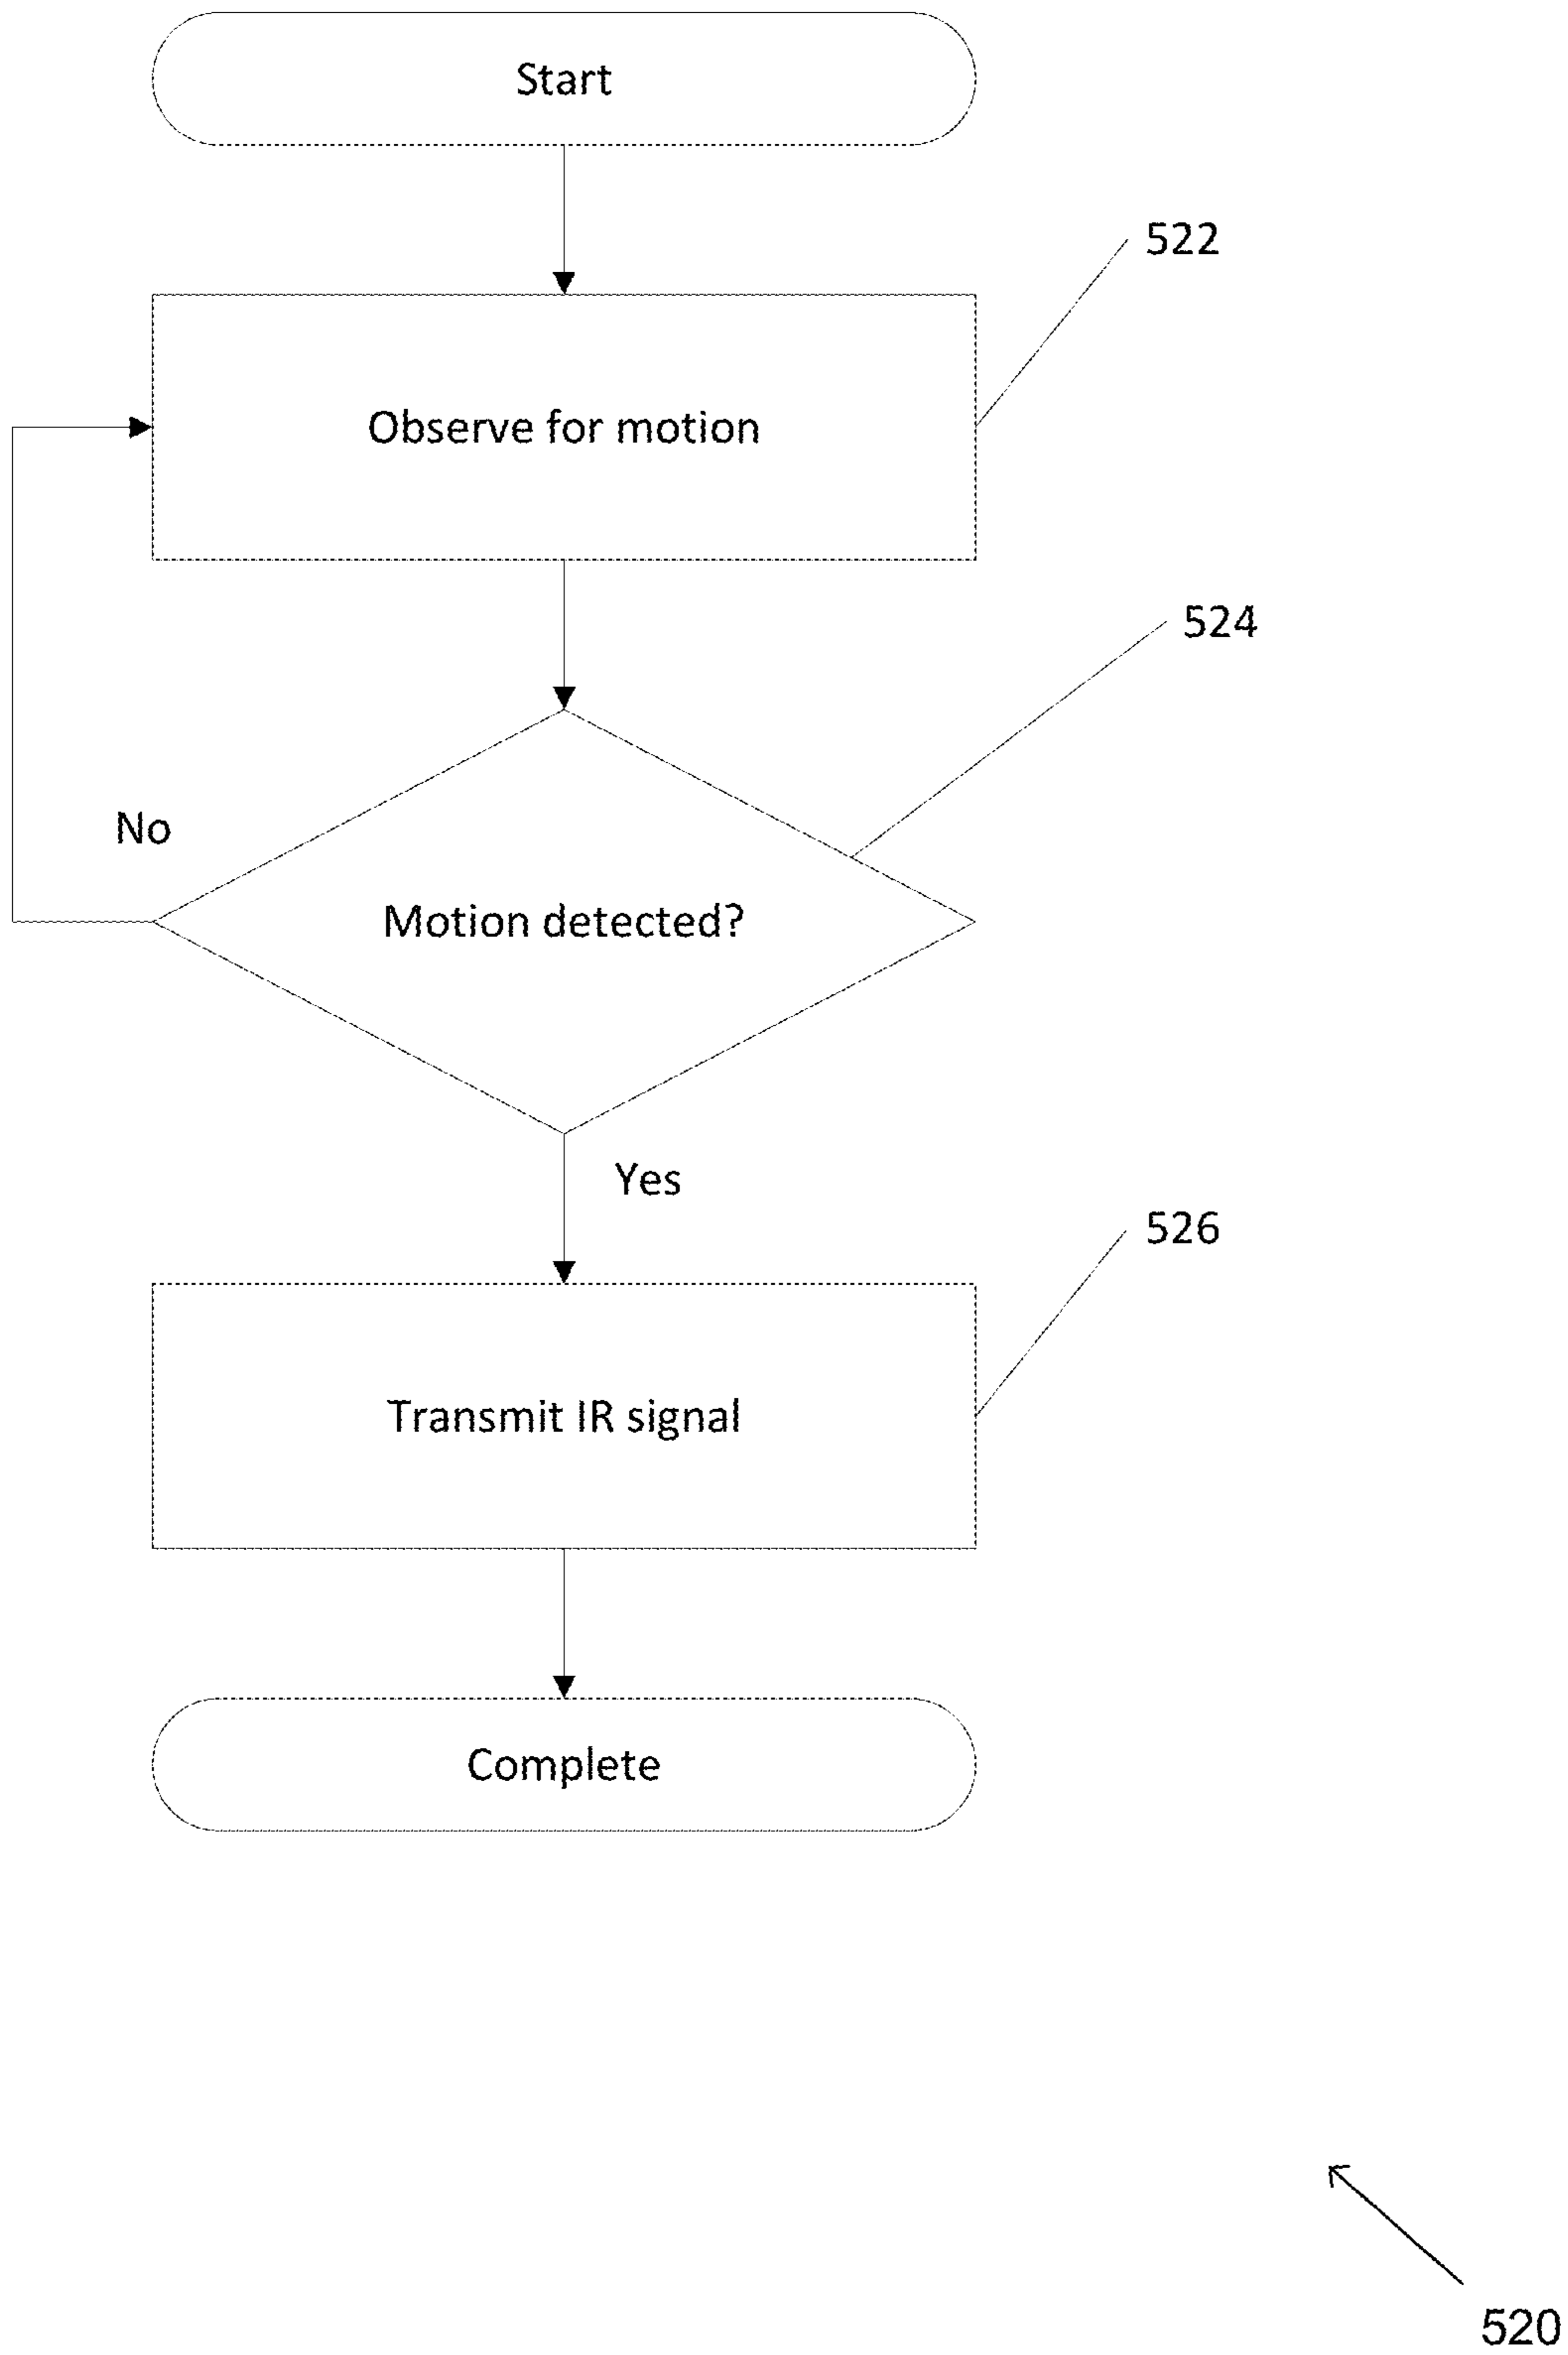 Start
522
Observe for motion
524
No
Motion detected?
Yes
526
Transmit IR signal
Complete
520